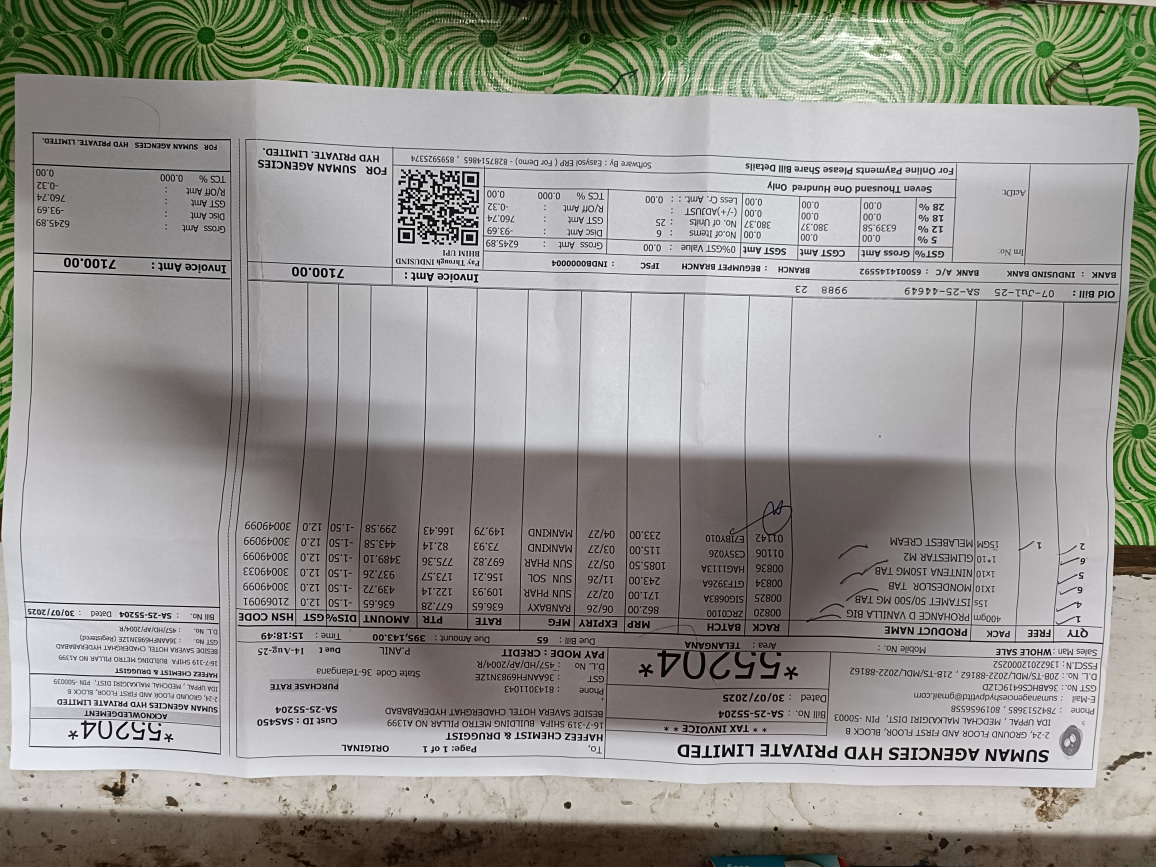 SUMAN AGENCIES HYD PRIVATE LIMITED
2-24, GROUND FLOOR AND FIRST FLOOR, BLOCK B
IDA UPPAL, MEDCHAL MALKAJGIRI DIST, PIN -50003
Phone : 7842513685, 8019656558
E-Mail : sumanagencieshydpvtltd@gmail.com
GST No.: 36ABHCS9641C1ZD
D.L. No.: 20B-TS/MDL/2022-88162, 21B-TS/MDL/2022-88162
FSSCIN: 13622012000252
Sales Man: WHOLE SALE
Mobile No.:
* * TAX INVOICE * *
Bill No. : SA-25-55204
Dated : 30/07/2025
*55204*
Area : TELANGANA
To, Page: 1 of 1 ORIGINAL
HAFEEZ CHEMIST & DRUGGIST
16-7-319 SHIFA BUILDING METRO PILLAR NO A1399
BESIDE SAVERA HOTEL CHADERGHAT HYDERABAD
Cust ID : SAS450
SA-25-55204
PURCHASE RATE
Phone : 8143011043
GST No : 36AANFH6983N1ZE
D.L. No : 457/HD/AP/2004/R
State Code :36-Telangana
PAY MODE : CREDIT
P.ANIL
Due Date : 14-Aug-25
Due Bill : 65 Due Amount : 395,143.00 Time : 15:18:49
QTY FREE PACK PRODUCT NAME RACK BATCH MRP EXPIRY MFG RATE PTR AMOUNT DISC% GST HSN CODE
1 400gm PROHANCE D VANILLA BIG 00820 ZRC0100 862.00 06/26 RANBAXY 636.65 677.28 636.65 -1.50 12.0 21069091
4 15s ISTAMET 50/500 MG TAB 00825 SIG0683A 171.00 02/27 SUN PHAR 109.93 122.14 439.72 -1.50 12.0 30049099
6 1X10 MONDESLOR TAB 00834 GTF0926A 243.00 11/26 SUN SOL 156.21 173.57 937.26 -1.50 12.0 30049033
5 1x10 NINTENA 150MG TAB 00836 HAG1113A 1085.50 05/27 SUN PHAR 697.82 775.36 3489.10 -1.50 12.0 30049099
6 1*10 GLIMESTAR M2 01106 C3SY026 115.00 03/27 MANKIND 73.93 82.14 443.58 -1.50 12.0 30049099
2 1 15GM MELABEST CREAM 01142 E7JBY010 233.00 04/27 MANKIND 149.79 166.43 299.58 -1.50 12.0 30049099
Old Bill : 07-Jul-25 SA-25-44649 9988 23
BANK : INDUSIND BANK BANK A/C : 650014145592 BRANCH : BEGUMPET BRANCH IFSC : INDB0000004
Invoice Amt : 7100.00
Irn No
AcDt
GST% Gross Amt CGST Amt SGST Amt
5 % 0.00 0.00 0.00
12 % 6339.58 380.37 380.37
18 % 0.00 0.00 0.00
28 % 0.00 0.00 0.00
0%GST Value : 0.00
No.of Items : 6
No. of Units : 25
(-/+)ADJUST :
Less Cr. Amt. : 0.00
Gross Amt : 6245.89
Disc Amt : -93.69
GST Amt : 760.74
R/Off Amt : -0.32
TCS % 0.000 : 0.00
Pay Through INDUSIND
BHIM UPI
Seven Thousand One Hundred Only
For Online Payments Please Share Bill Details
FOR SUMAN AGENCIES HYD PRIVATE. LIMITED.
Software By : Easysol ERP ( For Demo) - 8287514865 , 8595925374
*55204*
ACKNOWLEDGEMENT
SUMAN AGENCIES HYD PRIVATE LIMITED
2-24, GROUND FLOOR AND FIRST FLOOR, BLOCK B
IDA UPPAL, MEDCHAL MALKAJGIRI DIST, PIN -500039
HAFEEZ CHEMIST & DRUGGIST
16-7-319 SHIFA BUILDING METRO PILLAR NO A1399
BESIDE SAVERA HOTEL CHADERGHAT HYDERABAD
GST No. : 36AANFH6983N1ZE (Registered)
D.L. No : 457/HD/AP/2004/R
Bill No. : SA-25-55204 Dated : 30/07/2025
Invoice Amt : 7100.00
Gross Amt : 6245.89
Disc Amt : -93.69
GST Amt : 760.74
R/Off Amt : -0.32
TCS % 0.000 : 0.00
FOR SUMAN AGENCIES HYD PRIVATE. LIMITED.